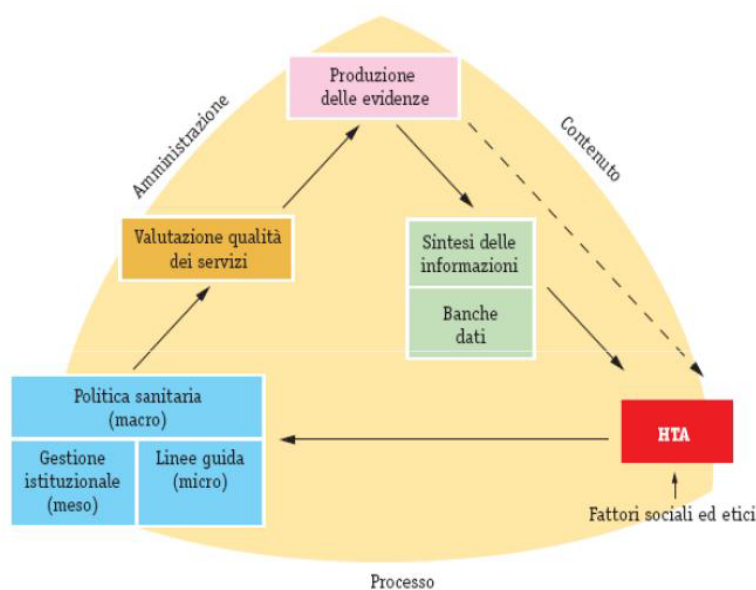 Produzione
delle evidenze
Amministrazione
Contenuto
Valutazione qualità
dei servizi
Sintesi delle
informazioni
Banche
dati
Politica sanitaria
(macro)
Gestione
istituzionale
(meso)
Linee guida
(micro)
HTA
Fattori sociali ed etici
Processo